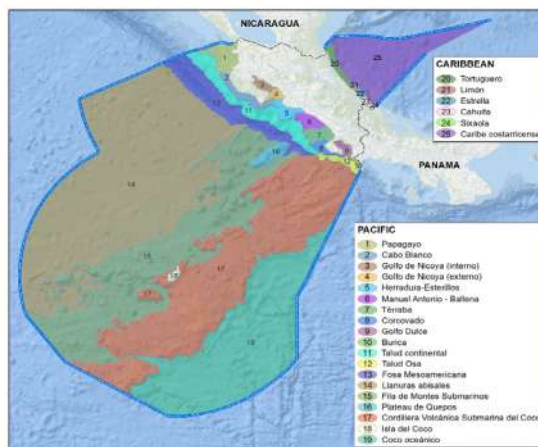 NICARAGUA
CARIBBEAN
20 Tortuguero
21 Limón
22 Estrella
23 Cahuita
24 Sixaola
25 Caribe costarricense
PANAMA
PACIFIC
1 Papagayo
2 Cabo Blanco
3 Golfo de Nicoya (interno)
4 Golfo de Nicoya (externo)
5 Herradura-Esterillos
6 Manuel Antonio - Ballena
7 Térraba
8 Corcovado
9 Golfo Dulce
10 Burica
11 Talud continental
12 Talud Osa
13 Fosa Mesoamericana
14 Llanuras abisales
15 Fila de Montes Submarinos
16 Plateau de Quepos
17 Cordillera Volcánica Submarina del Coco
18 Isla del Coco
19 Coco oceánico